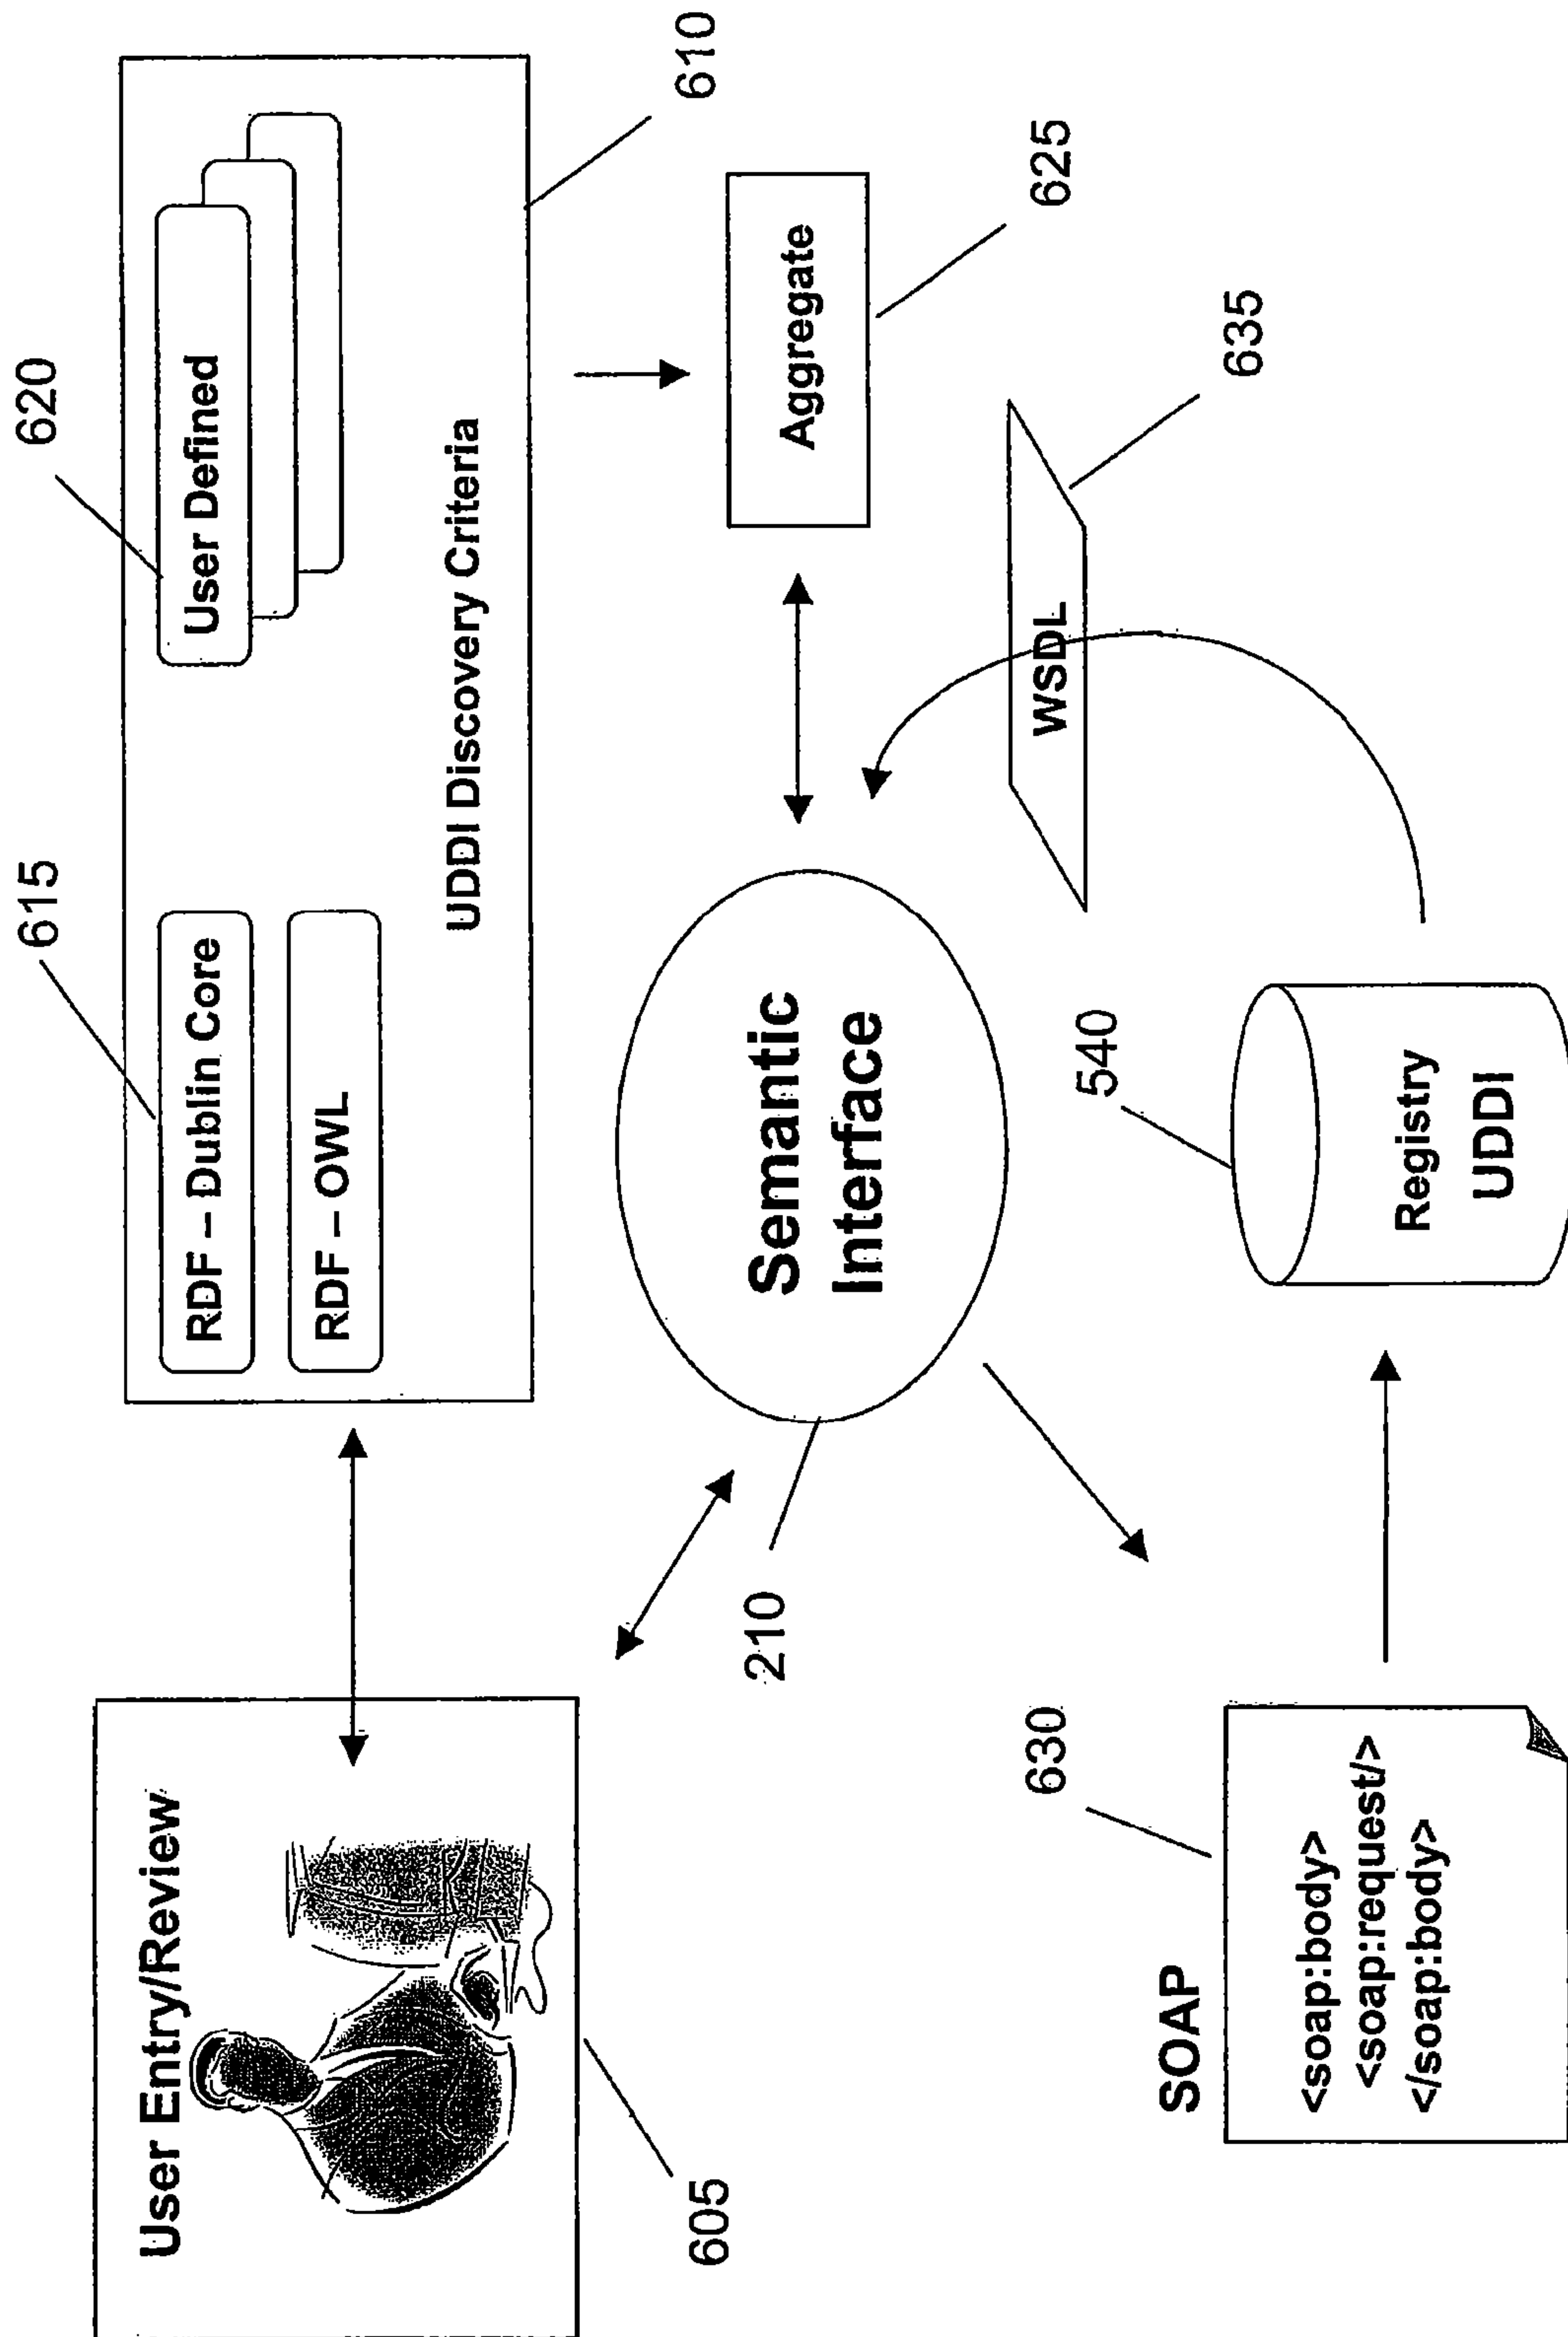 620
User Defined
615
RDF – Dublin Core
RDF – OWL
UDDI Discovery Criteria
610
User Entry/Review
605
Aggregate
625
Semantic
Interface
210
WSDL
635
SOAP
630
<soap:body>
<soap:request/>
</soap:body>
540
Registry
UDDI